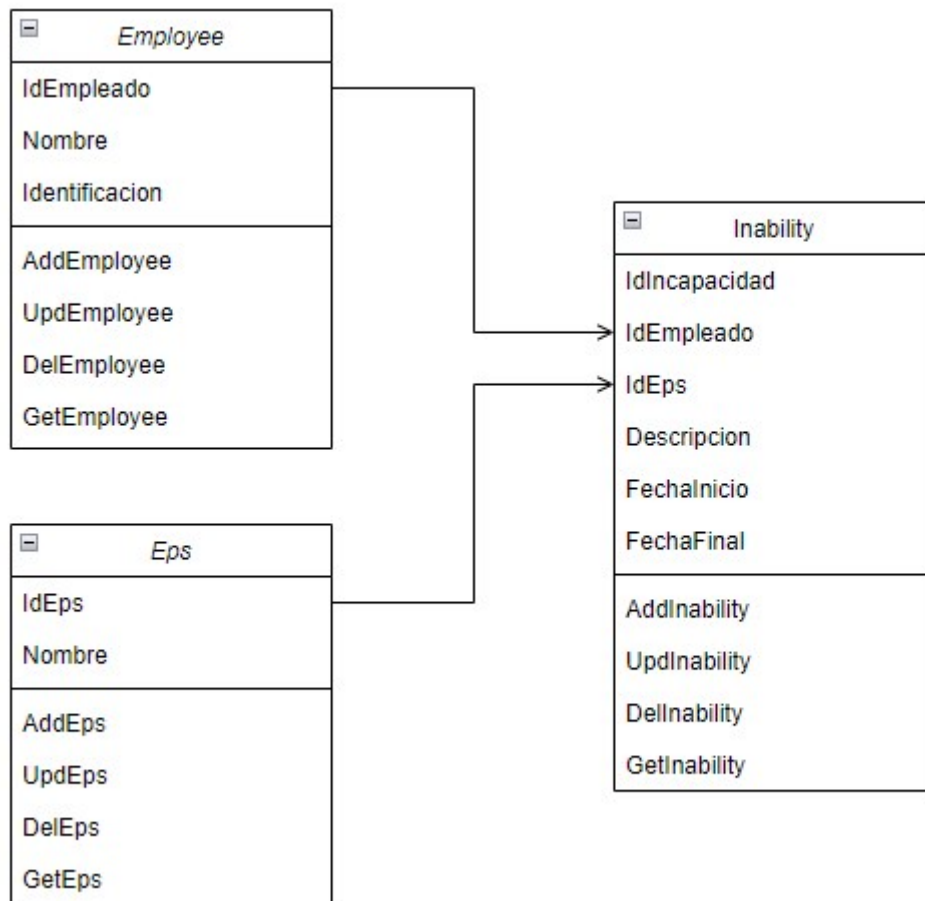 Employee
IdEmpleado
Nombre
Identificacion
AddEmployee
UpdEmployee
DelEmployee
GetEmployee
Eps
IdEps
Nombre
AddEps
UpdEps
DelEps
GetEps
Inability
IdIncapacidad
IdEmpleado
IdEps
Descripcion
FechaInicio
FechaFinal
AddInability
UpdInability
DelInability
GetInability